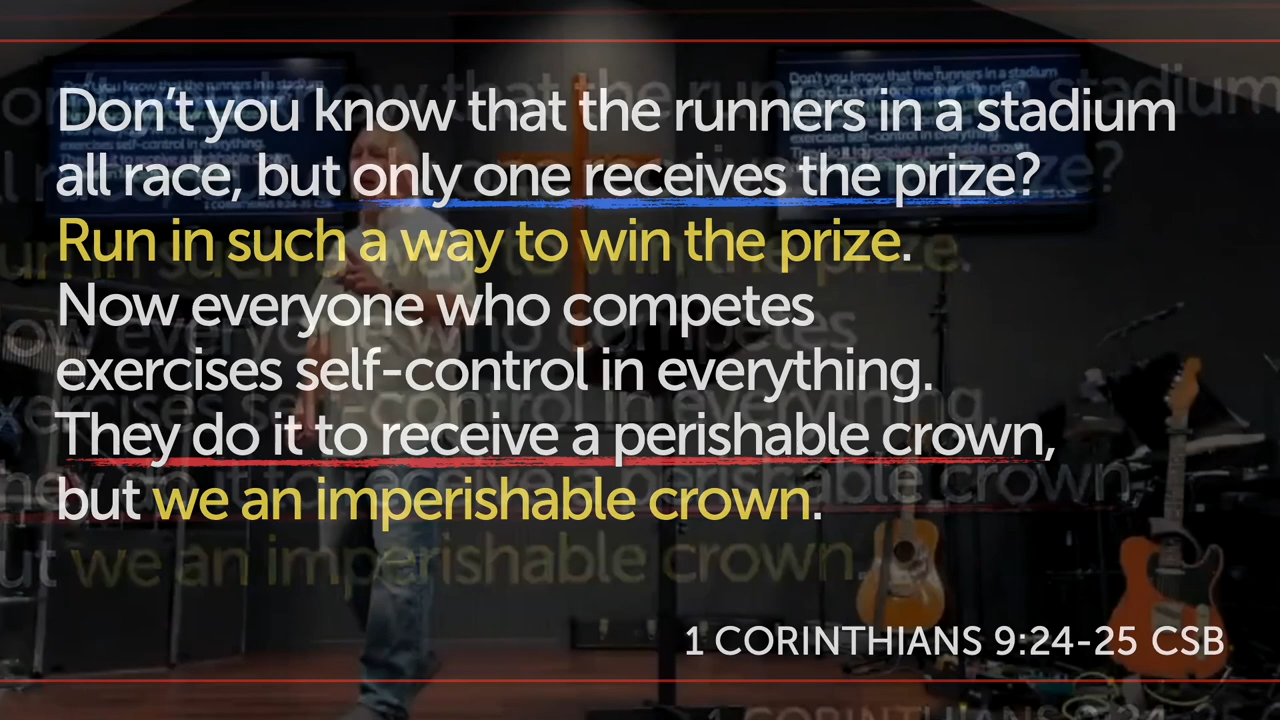 Don't you know that the runners in a stadium
all race, but only one receives the prize?
Run in such a way to win the prize.
Now everyone who competes
exercises self-control in everything.
They do it to receive a perishable crown,
but we an imperishable crown.
1 CORINTHIANS 9:24-25 CSB